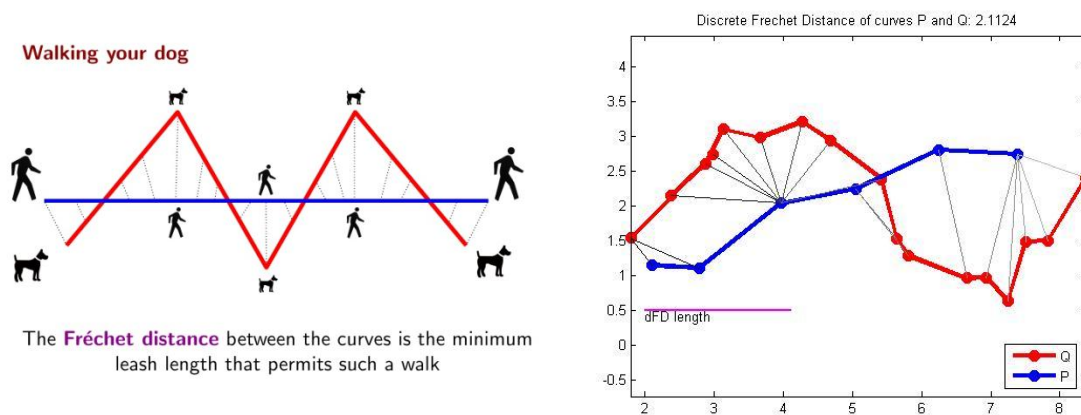 Walking your dog
The Fréchet distance between the curves is the minimum
leash length that permits such a walk
Discrete Frechet Distance of curves P and Q: 2.1124
4
3.5
3
2.5
2
1.5
1
0.5
0
-0.5
dFD length
Q
P
2 3 4 5 6 7 8